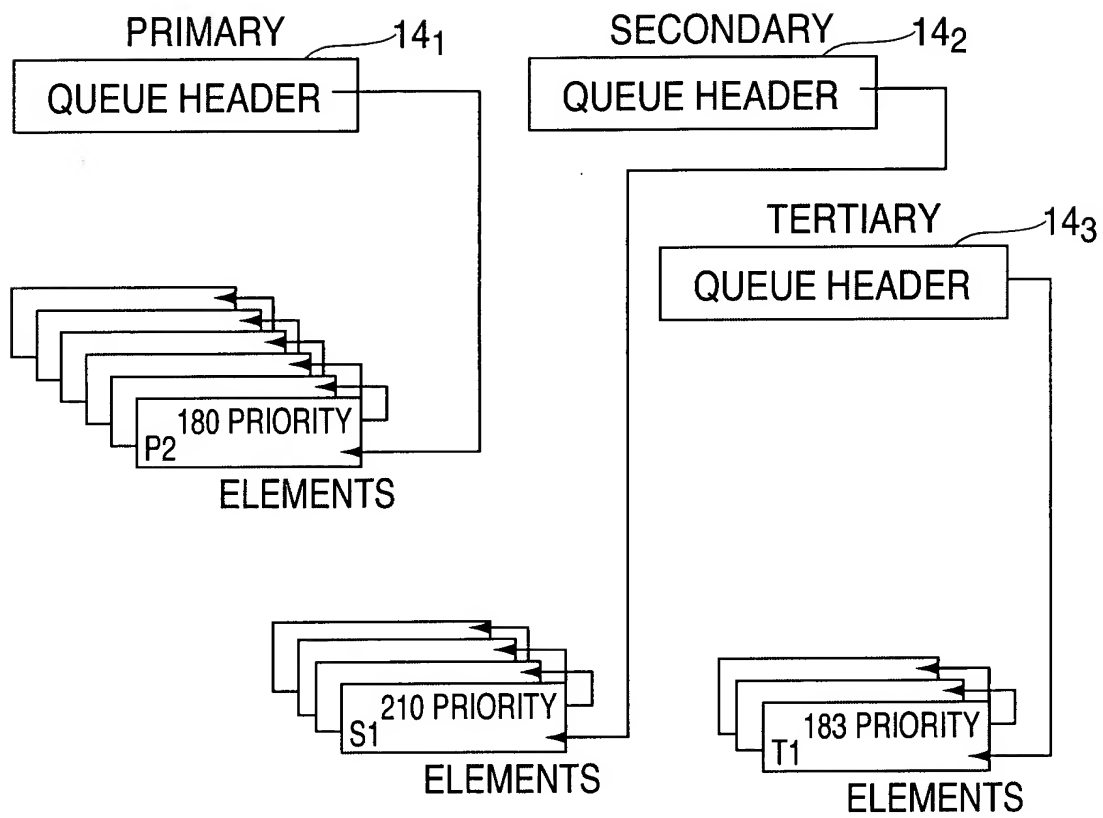 PRIMARY 14₁
QUEUE HEADER
SECONDARY 14₂
QUEUE HEADER
TERTIARY 14₃
QUEUE HEADER
180 PRIORITY
P2
ELEMENTS
210 PRIORITY
S1
ELEMENTS
183 PRIORITY
T1
ELEMENTS